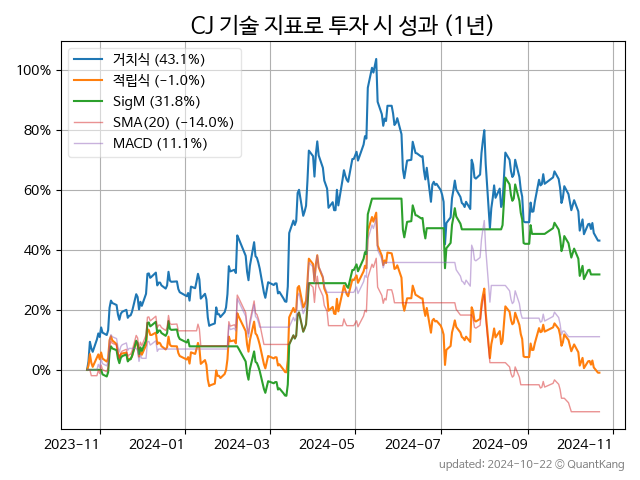 CJ 기술 지표로 투자 시 성과 (1년)
거치식 (43.1%)
적립식 (-1.0%)
SigM (31.8%)
SMA(20) (-14.0%)
MACD (11.1%)
100%
80%
60%
40%
20%
0%
2023-11 2024-01 2024-03 2024-05 2024-07 2024-09 2024-11
updated: 2024-10-22 © QuantKang